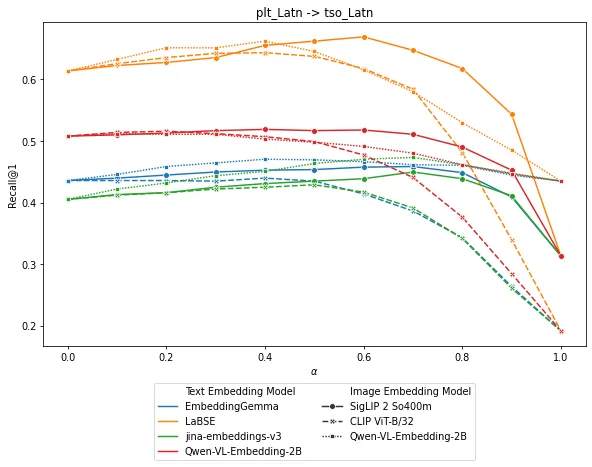 plt_Latn -> tso_Latn
Recall@1
0.6
0.5
0.4
0.3
0.2
0.0 0.2 0.4 0.6 0.8 1.0
α
Text Embedding Model Image Embedding Model
EmbeddingGemma SigLIP 2 So400m
LaBSE CLIP ViT-B/32
jina-embeddings-v3 Qwen-VL-Embedding-2B
Qwen-VL-Embedding-2B